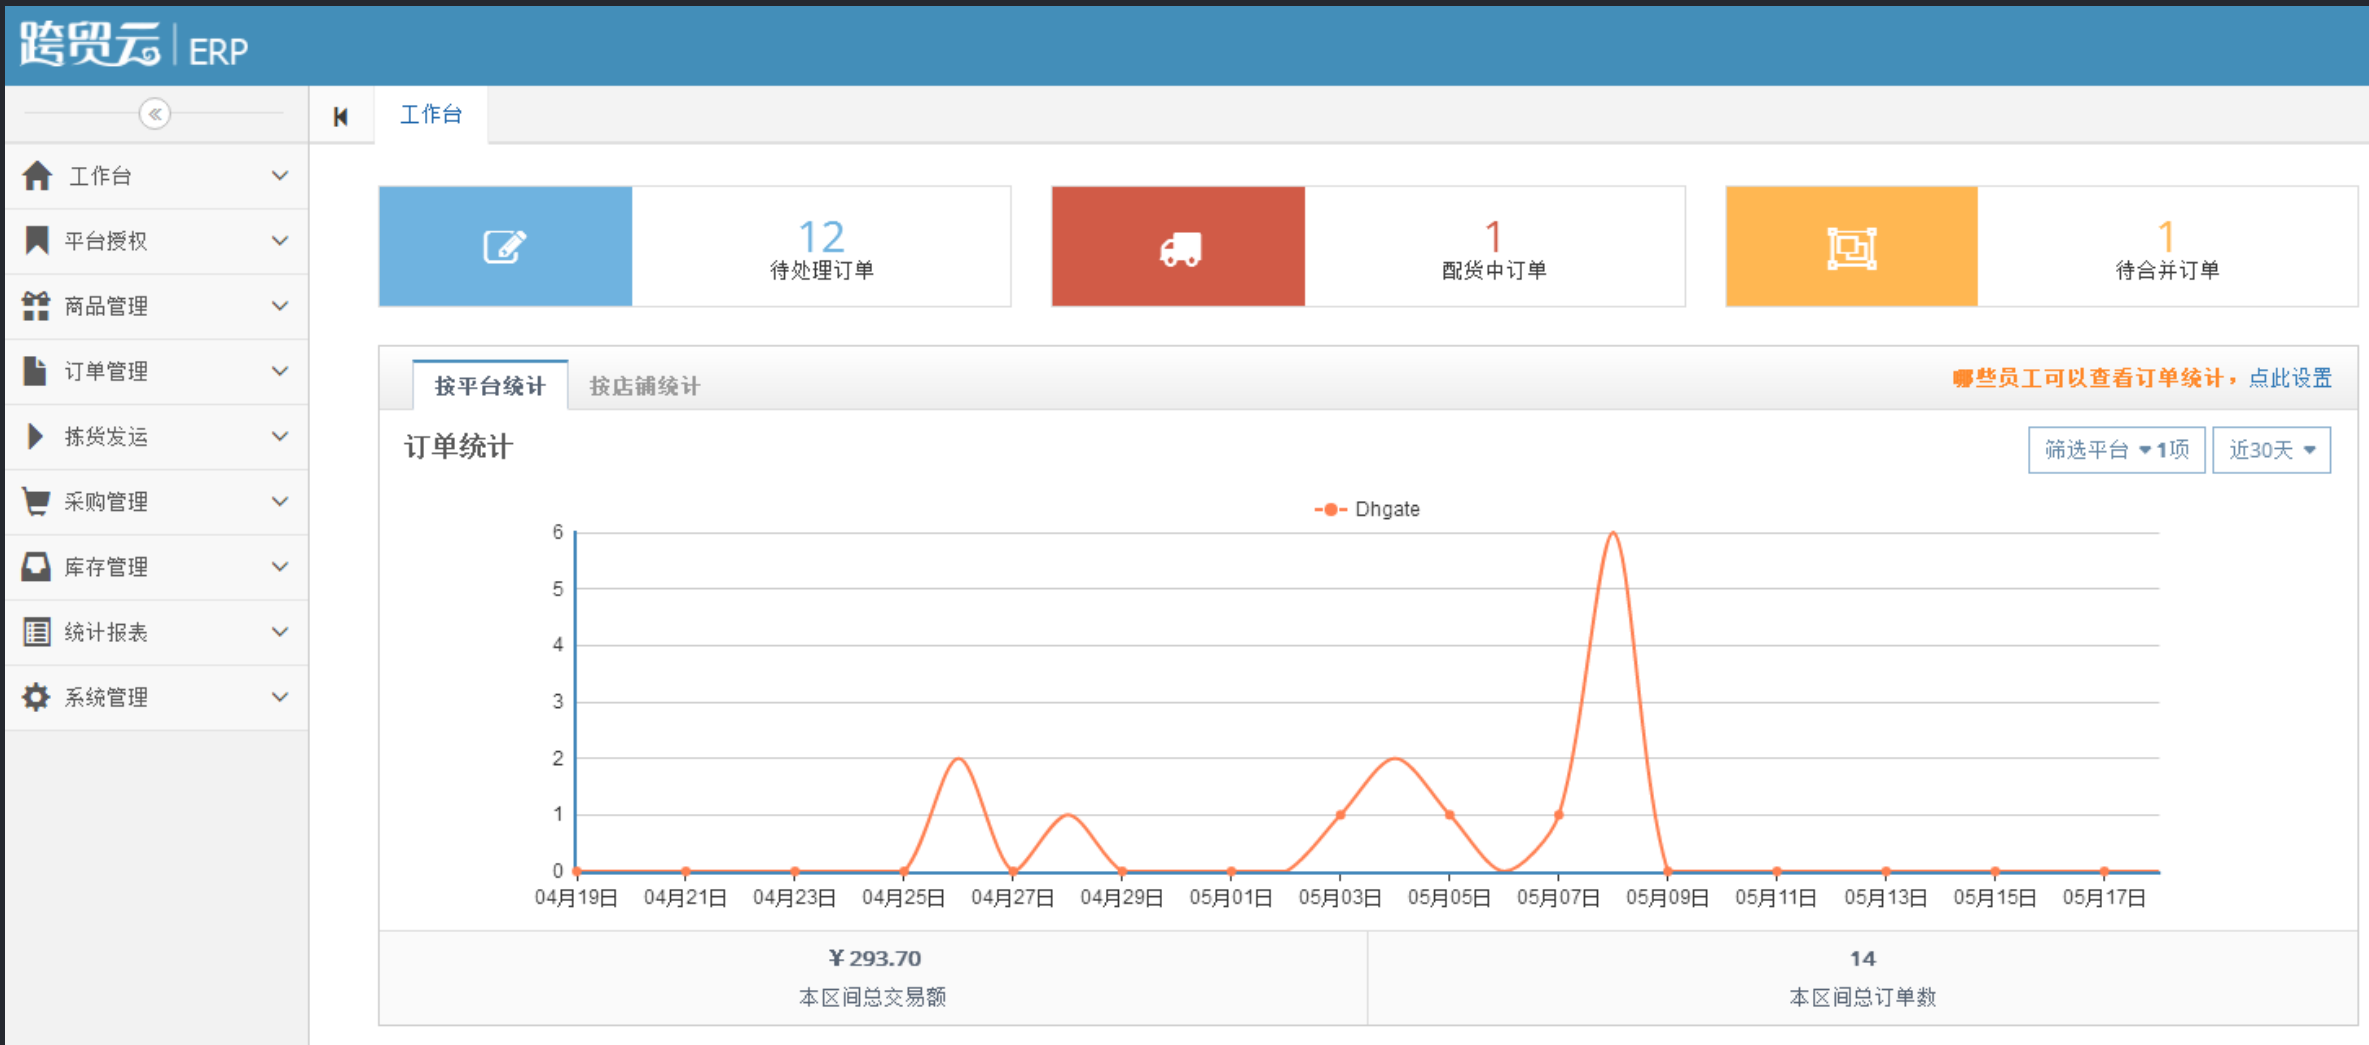 跨贸云 | ERP
工作台
工作台
平台授权
商品管理
订单管理
拣货发运
采购管理
库存管理
统计报表
系统管理
12
待处理订单
1
配货中订单
1
待合并订单
按平台统计 按店铺统计
哪些员工可以查看订单统计，点此设置
订单统计
筛选平台 1项 近30天
Dhgate
6
5
4
3
2
1
0
04月19日 04月21日 04月23日 04月25日 04月27日 04月29日 05月01日 05月03日 05月05日 05月07日 05月09日 05月11日 05月13日 05月15日 05月17日
¥ 293.70
本区间总交易额
14
本区间总订单数